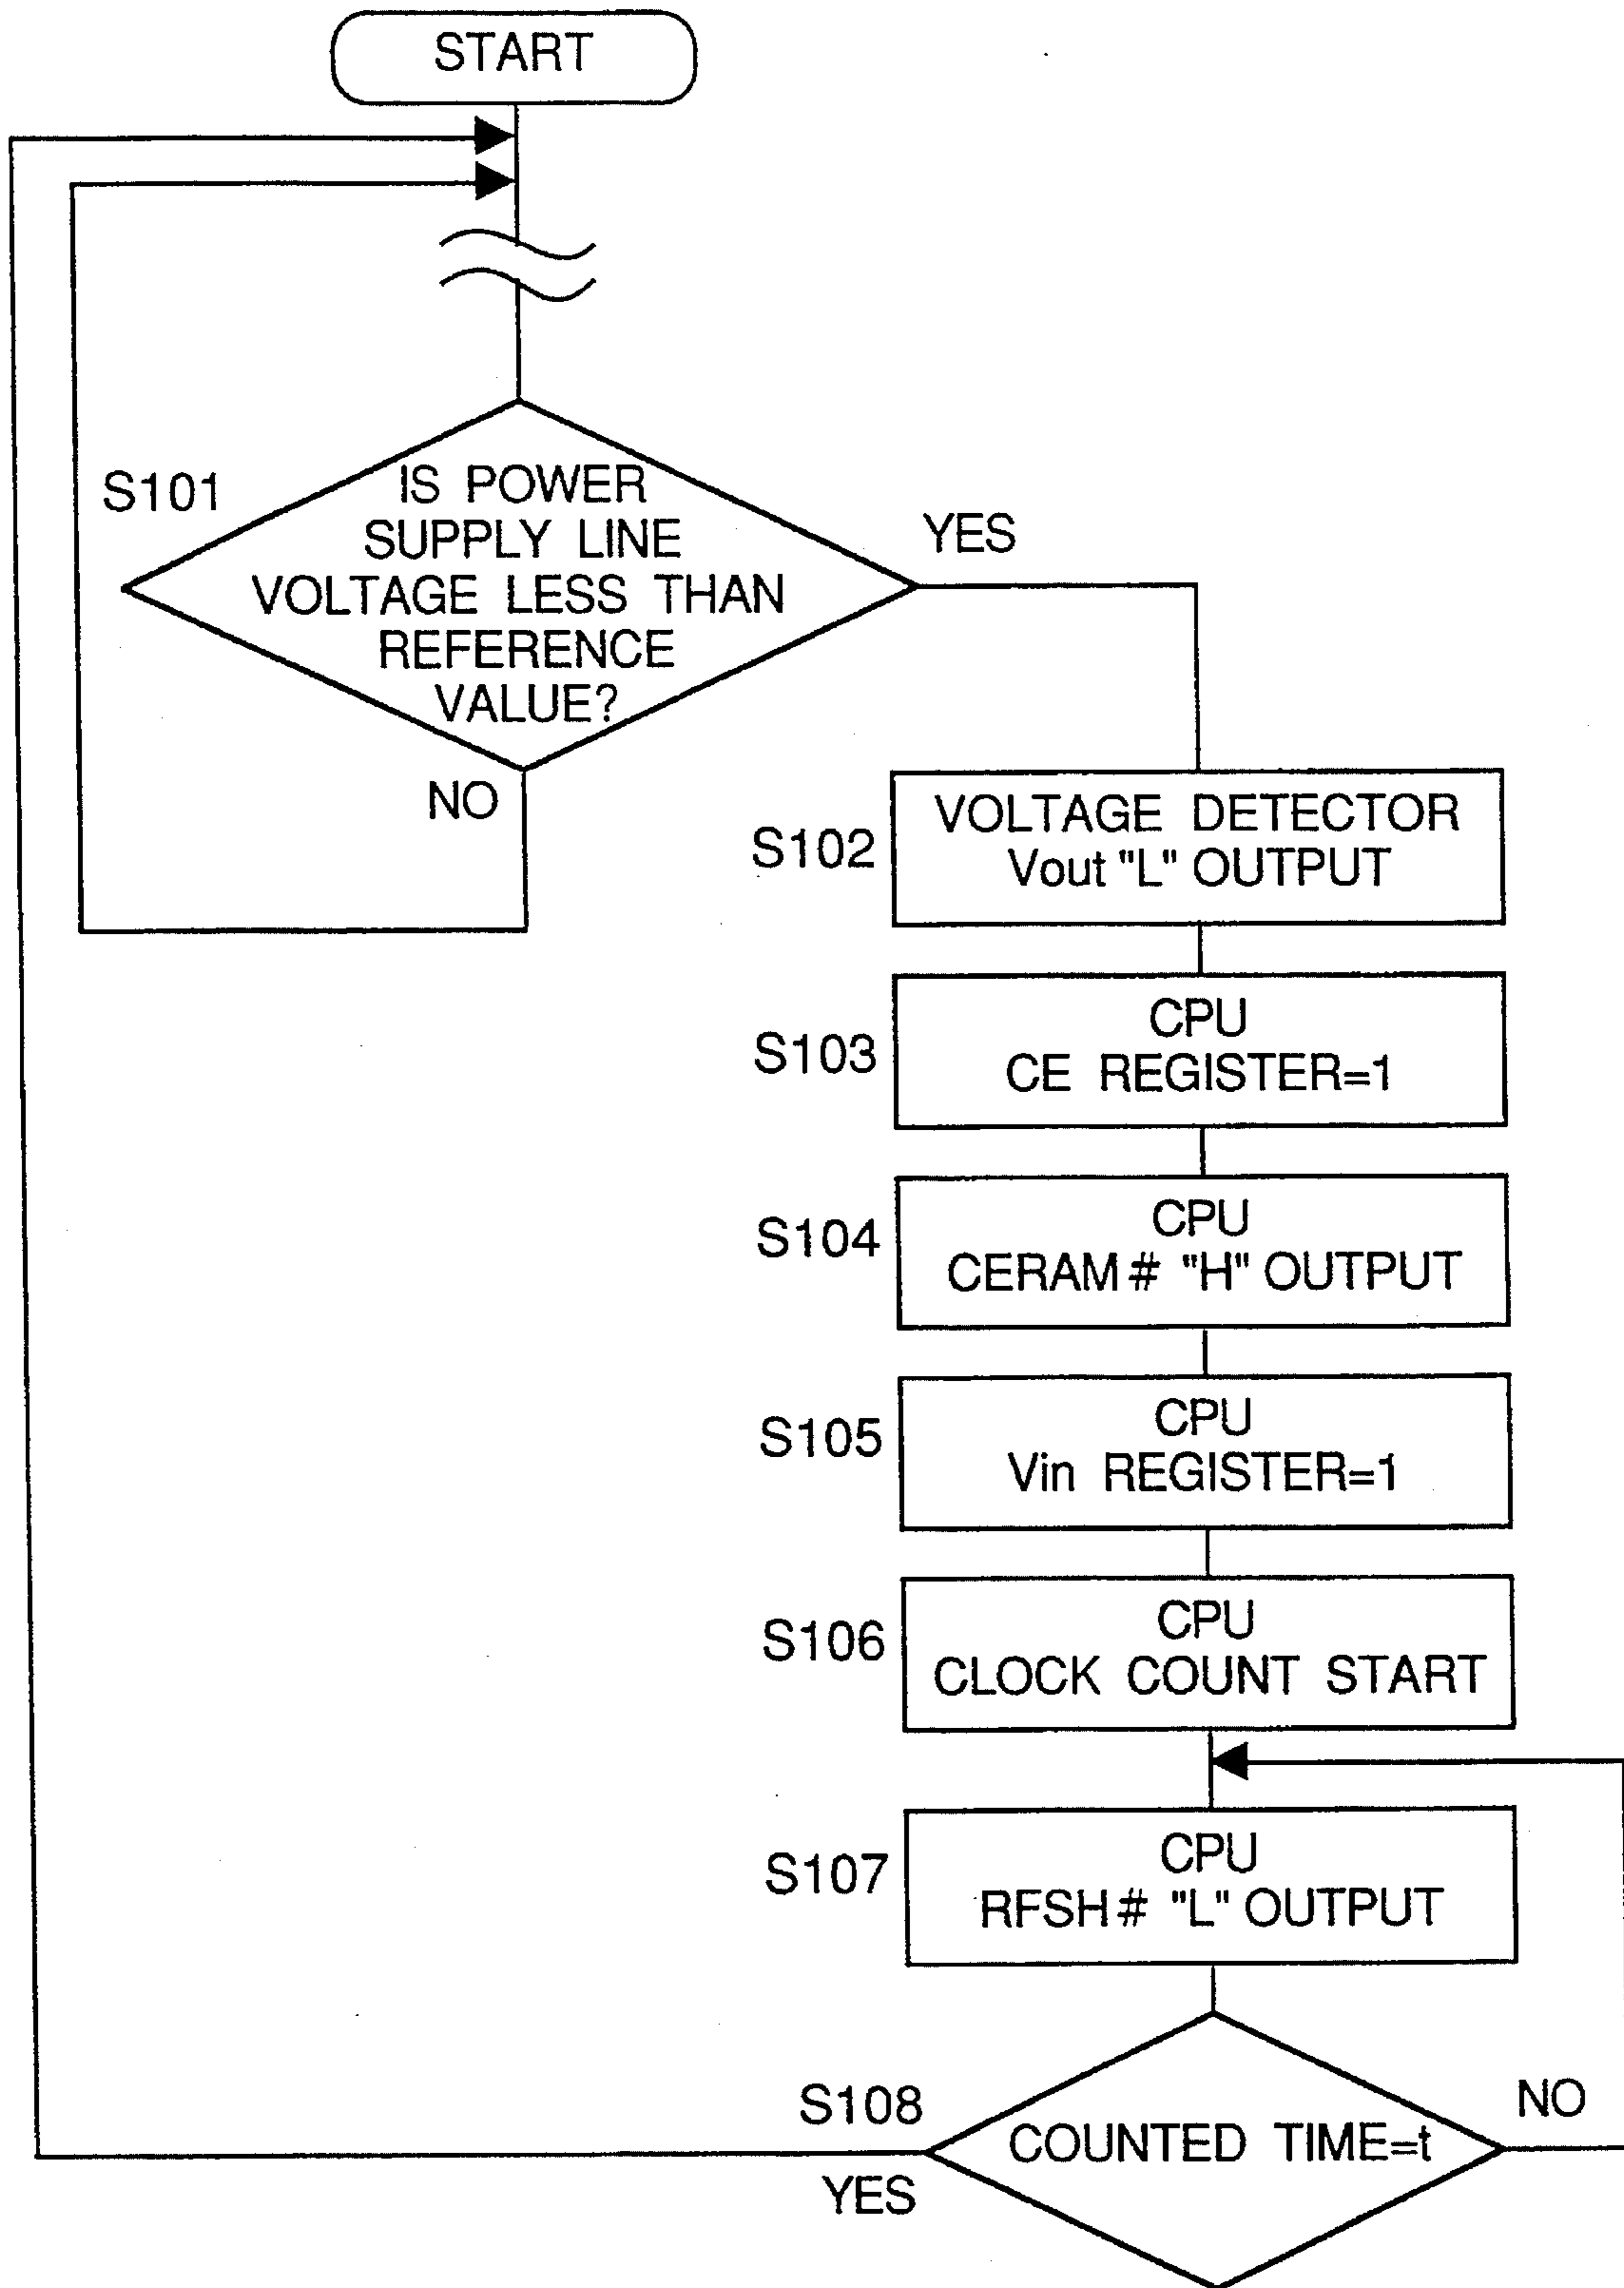 START
S101
IS POWER
SUPPLY LINE
VOLTAGE LESS THAN
REFERENCE
VALUE?
YES
NO
S102
VOLTAGE DETECTOR
Vout "L" OUTPUT
S103
CPU
CE REGISTER=1
S104
CPU
CERAM# "H" OUTPUT
S105
CPU
Vin REGISTER=1
S106
CPU
CLOCK COUNT START
S107
CPU
RFSH# "L" OUTPUT
S108
COUNTED TIME=t
NO
YES